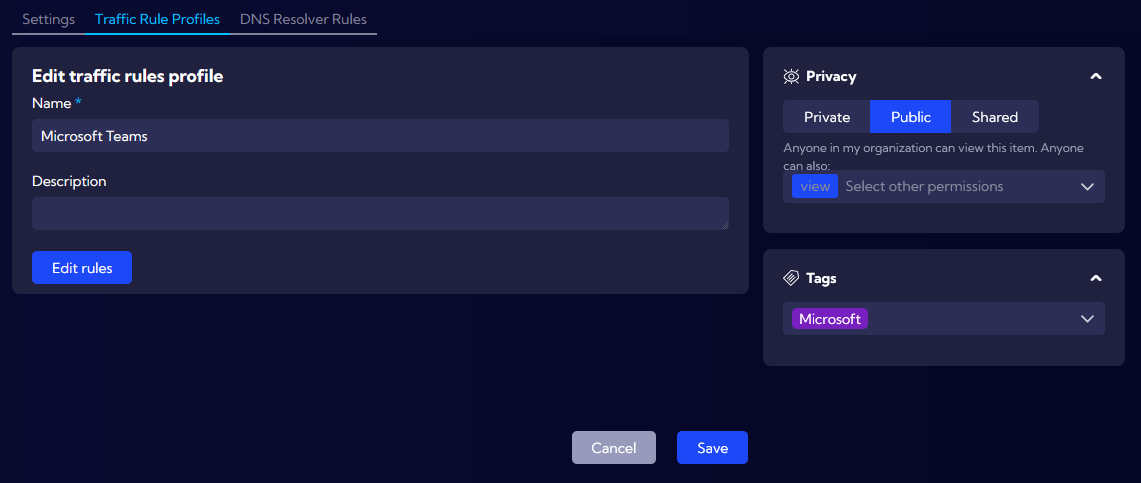 Settings Traffic Rule Profiles DNS Resolver Rules
Edit traffic rules profile
Name *
Microsoft Teams
Description
Edit rules
Privacy
Private Public Shared
Anyone in my organization can view this item. Anyone
can also:
view Select other permissions
Tags
Microsoft
Cancel Save